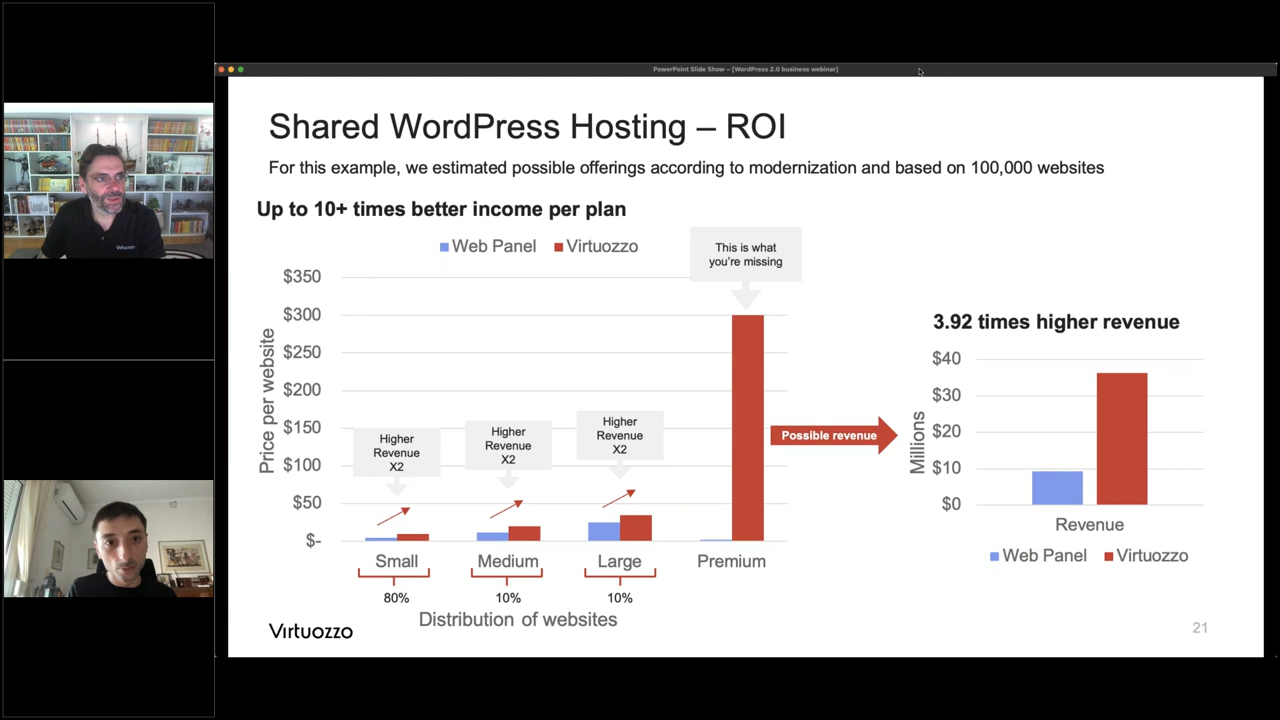 PowerPoint Slide Show – [WordPress 2.0 business webinar]
Shared WordPress Hosting – ROI
For this example, we estimated possible offerings according to modernization and based on 100,000 websites
Up to 10+ times better income per plan
Web Panel
Virtuozzo
This is what
you're missing
$350
$300
$250
$200
$150
$100
$50
$-
Price per website
Higher
Revenue
X2
Higher
Revenue
X2
Higher
Revenue
X2
Small
Medium
Large
Premium
80%
10%
10%
Distribution of websites
Possible revenue
3.92 times higher revenue
$40
$30
$20
$10
$0
Millions
Revenue
Web Panel
Virtuozzo
Virtuozzo
21
Virtuozzo